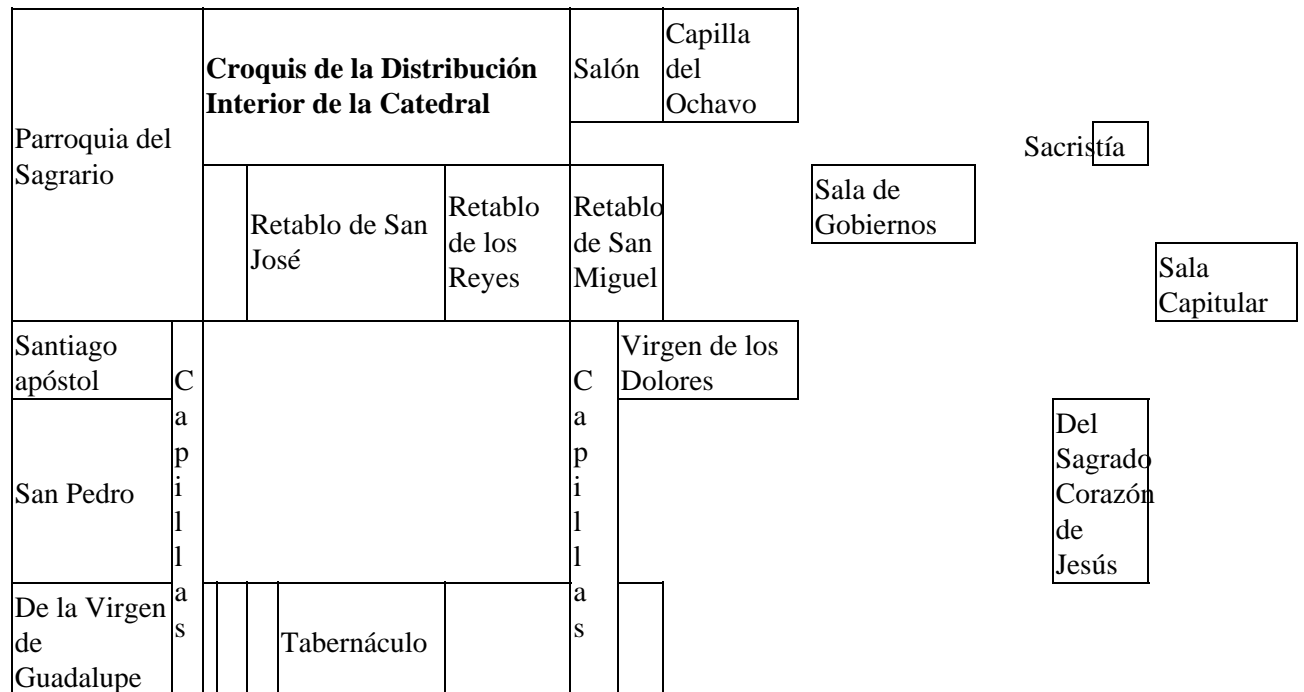 Parroquia del
Sagrario
Croquis de la Distribución
Interior de la Catedral
Salón
Capilla
del
Ochavo
Sacristía
Retablo de San
José
Retablo
de los
Reyes
Retablo
de San
Miguel
Sala de
Gobiernos
Sala
Capitular
Santiago
apóstol
C
a
p
i
l
l
a
s
C
a
p
i
l
l
a
s
Virgen de los
Dolores
San Pedro
Del
Sagrado
Corazón
de
Jesús
De la Virgen
de
Guadalupe
Tabernáculo